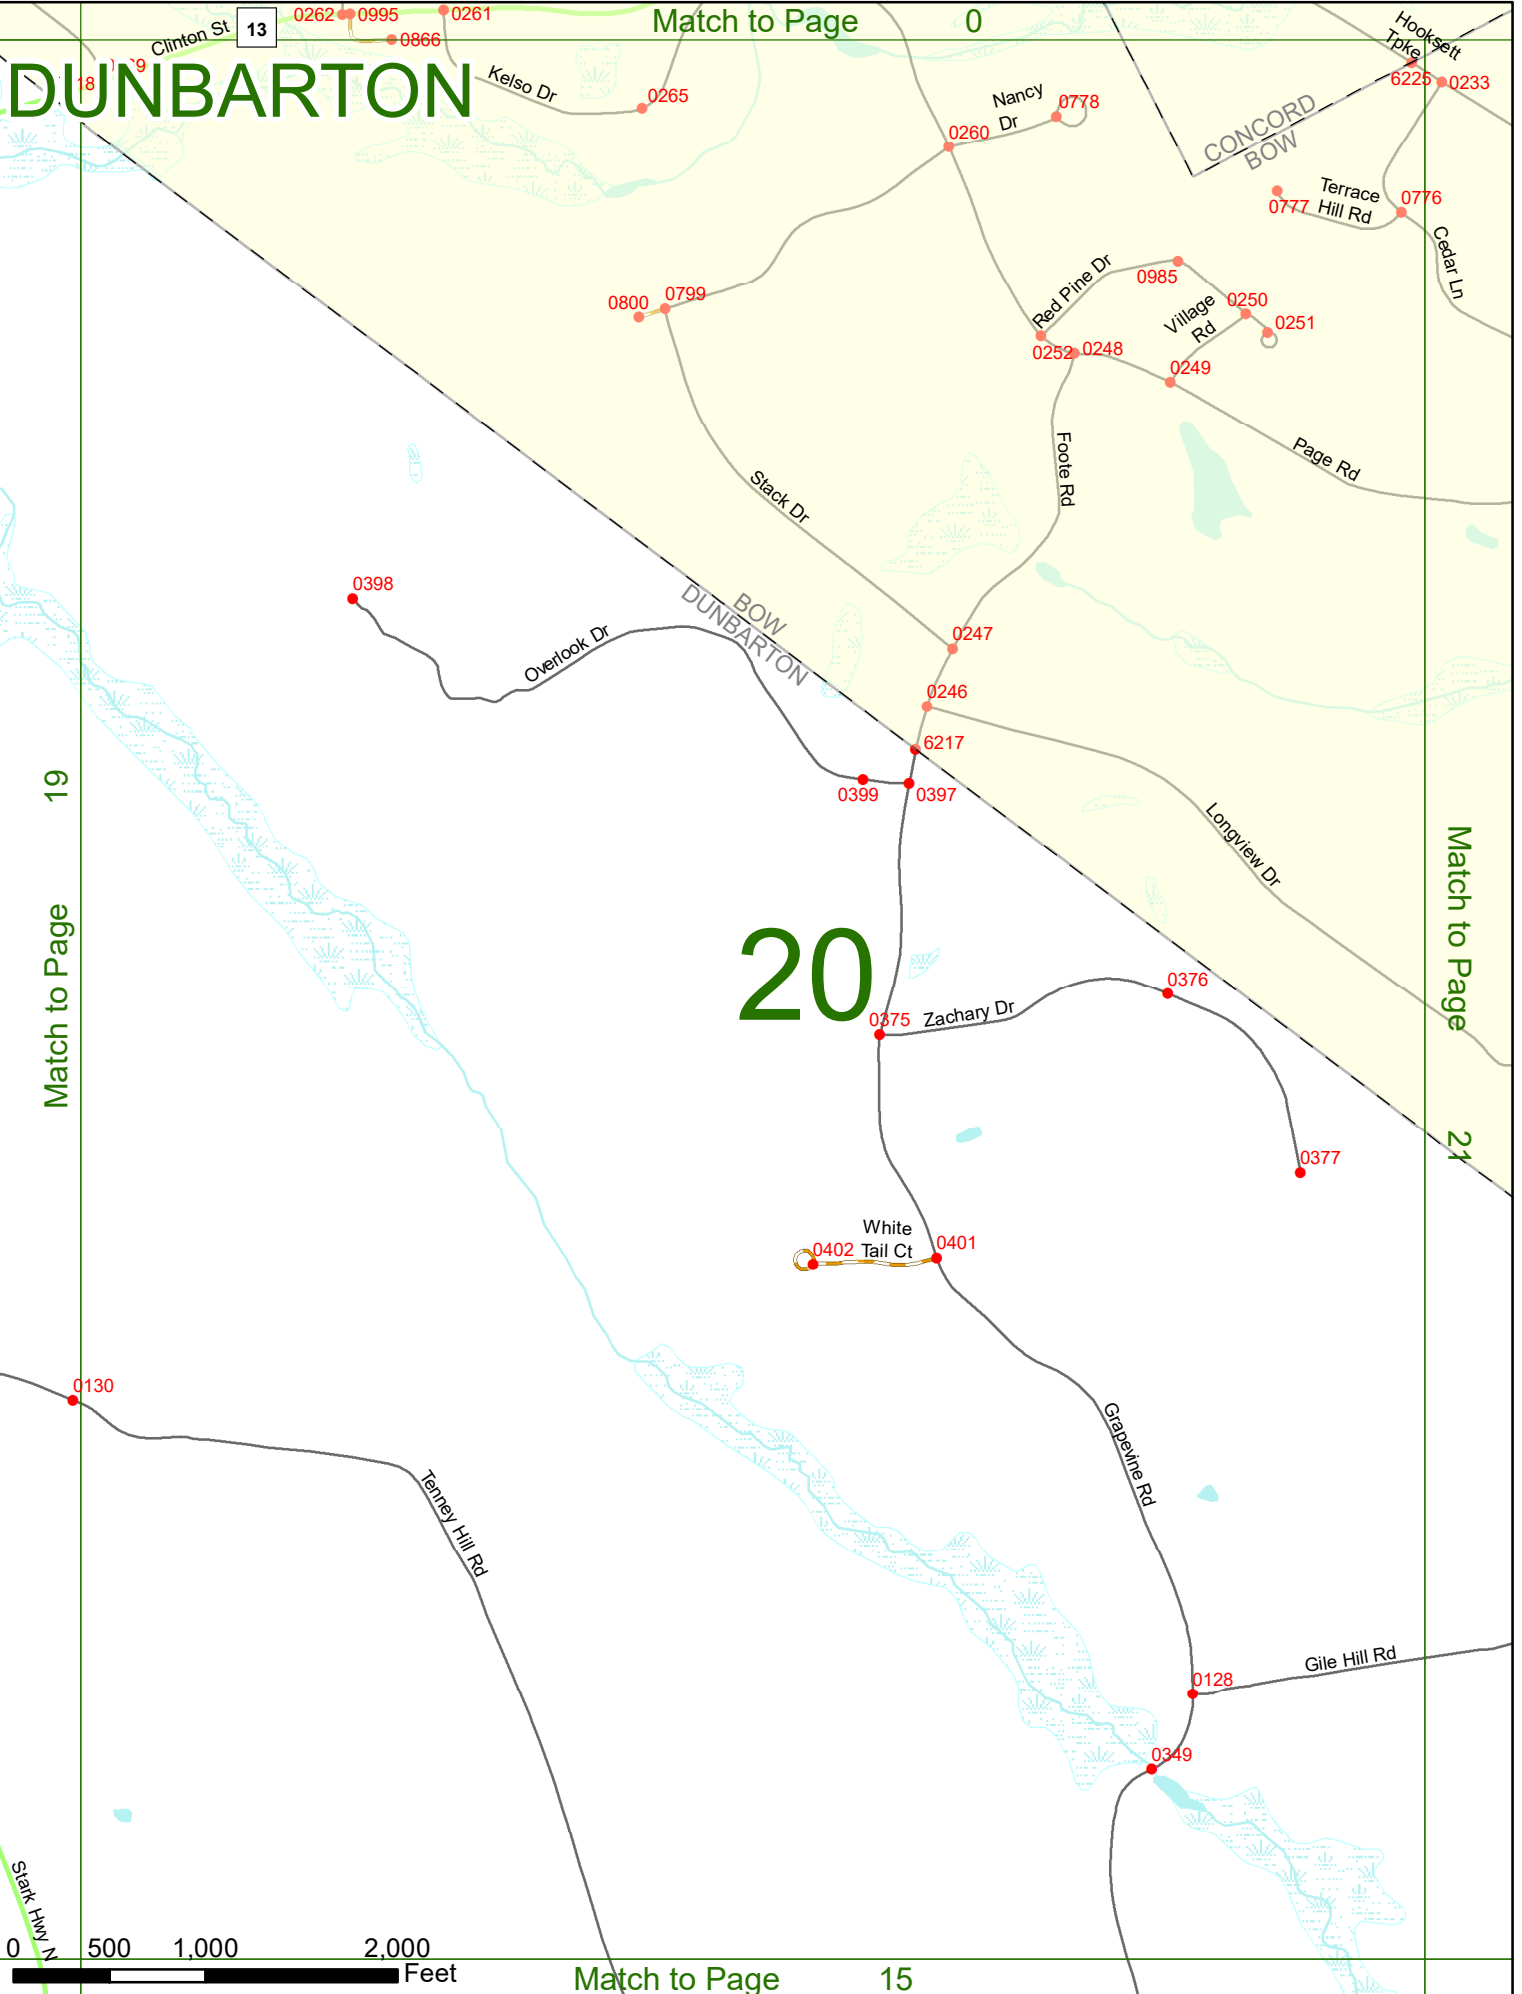 Match to Page 0
0262
0995
0261
Clinton St
13
0866
Hooksett
Tpke
DUNBARTON
18
Kelso Dr
0265
6225
0233
Nancy
Dr
0778
0260
CONCORD
BOW
Terrace
Hill Rd
0777
0776
Cedar Ln
Red Pine Dr
0985
0800
0799
Village
Rd
0250
0251
0252
0248
0249
Foote Rd
Page Rd
Stack Dr
0398
BOW
DUNBARTON
Overlook Dr
0247
0246
6217
0399
0397
Longview Dr
Match to Page 19
Match to Page 21
20
0376
0375
Zachary Dr
0377
White
Tail Ct
0402
0401
0130
Grapevine Rd
Tenney Hill Rd
Gile Hill Rd
0128
0349
Stark Hwy N
0 500 1,000 2,000
Feet
Match to Page 15